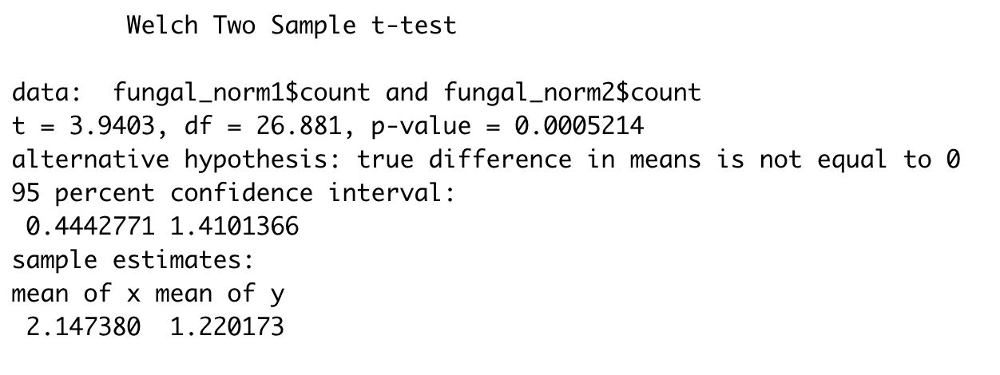 Welch Two Sample t-test
data:  fungal_norm1$count and fungal_norm2$count
t = 3.9403, df = 26.881, p-value = 0.0005214
alternative hypothesis: true difference in means is not equal to 0
95 percent confidence interval:
0.4442771 1.4101366
sample estimates:
mean of x mean of y
2.147380  1.220173